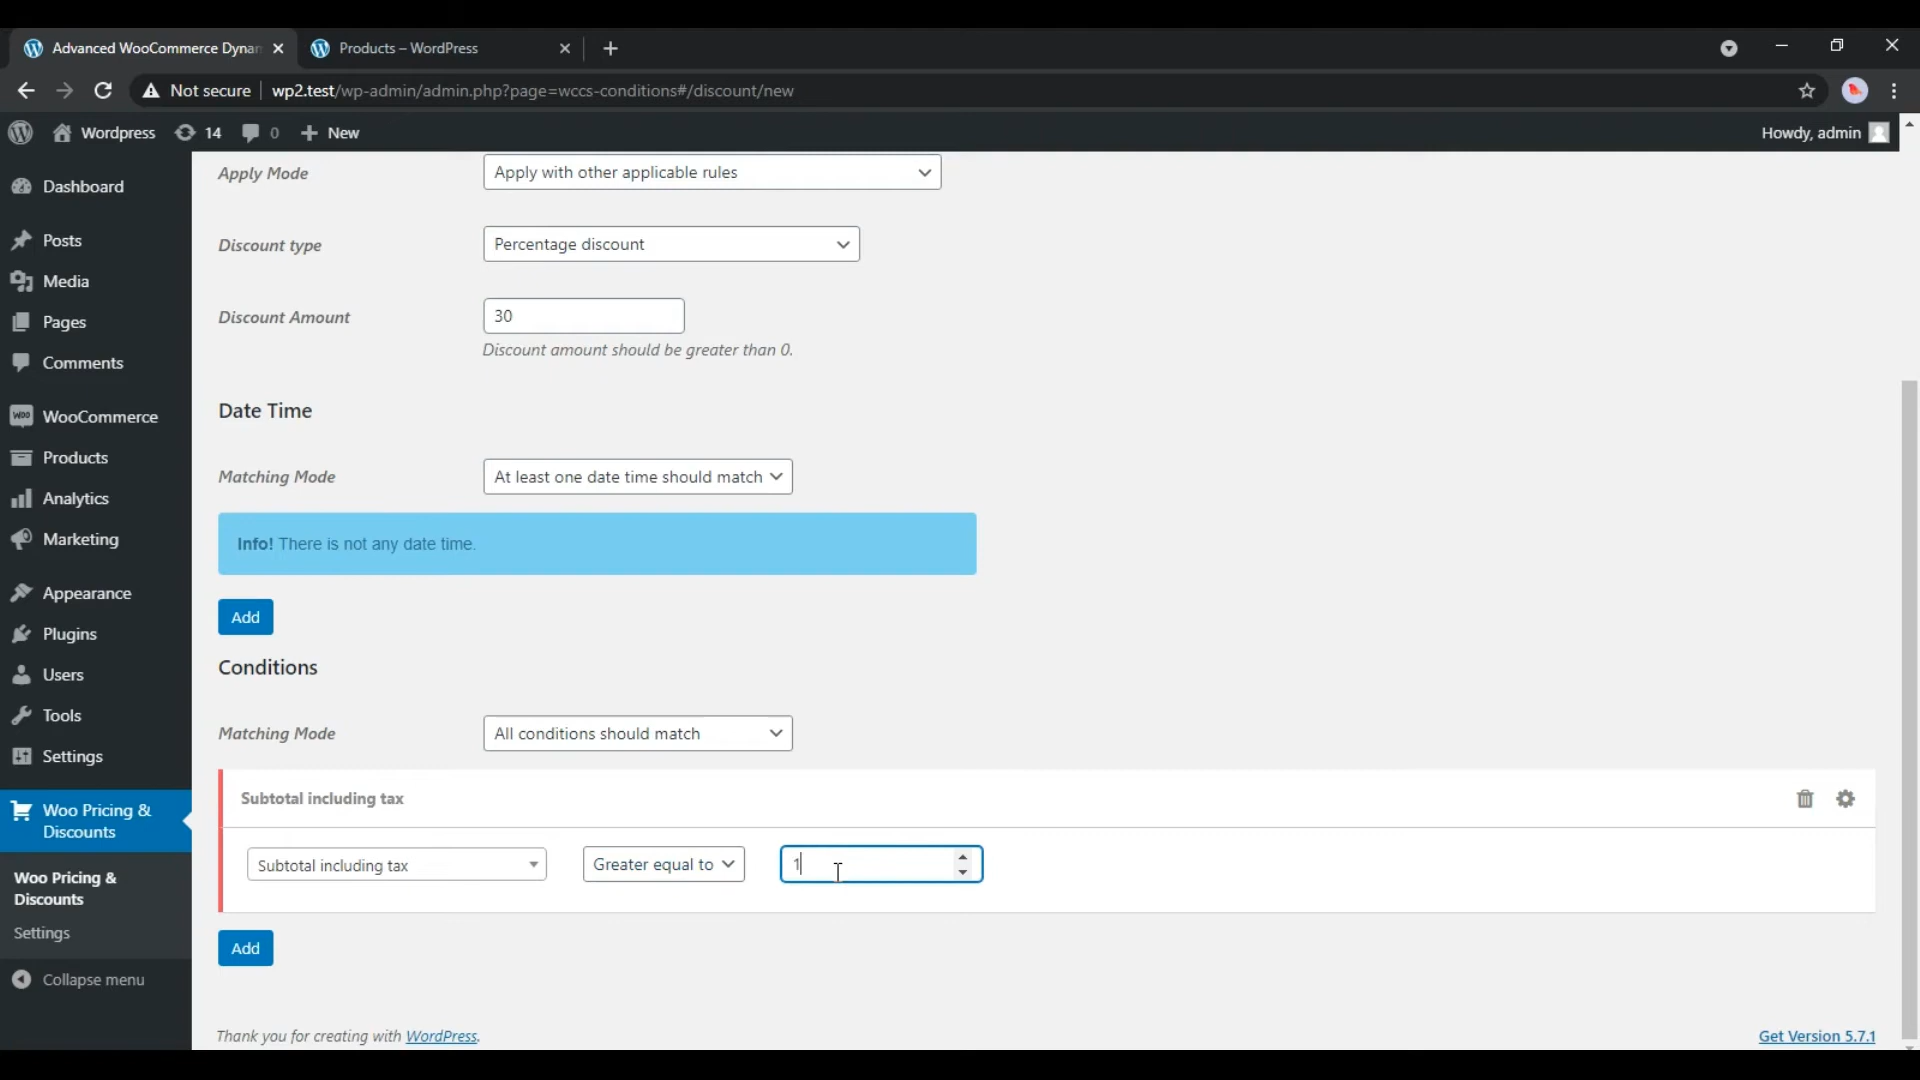 Advanced WooCommerce Dynar
Products – WordPress
Not secure
wp2.test/wp-admin/admin.php?page=wccs-conditions#/discount/new
Wordpress
14
0
New
Howdy, admin
Dashboard
Posts
Media
Pages
Comments
WooCommerce
Products
Analytics
Marketing
Appearance
Plugins
Users
Tools
Settings
Woo Pricing &
Discounts
Woo Pricing &
Discounts
Settings
Collapse menu
Apply Mode
Apply with other applicable rules
Discount type
Percentage discount
Discount Amount
30
Discount amount should be greater than 0.
Date Time
Matching Mode
At least one date time should match
Info! There is not any date time.
Add
Conditions
Matching Mode
All conditions should match
Subtotal including tax
Subtotal including tax
Greater equal to
1
Add
Thank you for creating with WordPress.
Get Version 5.7.1